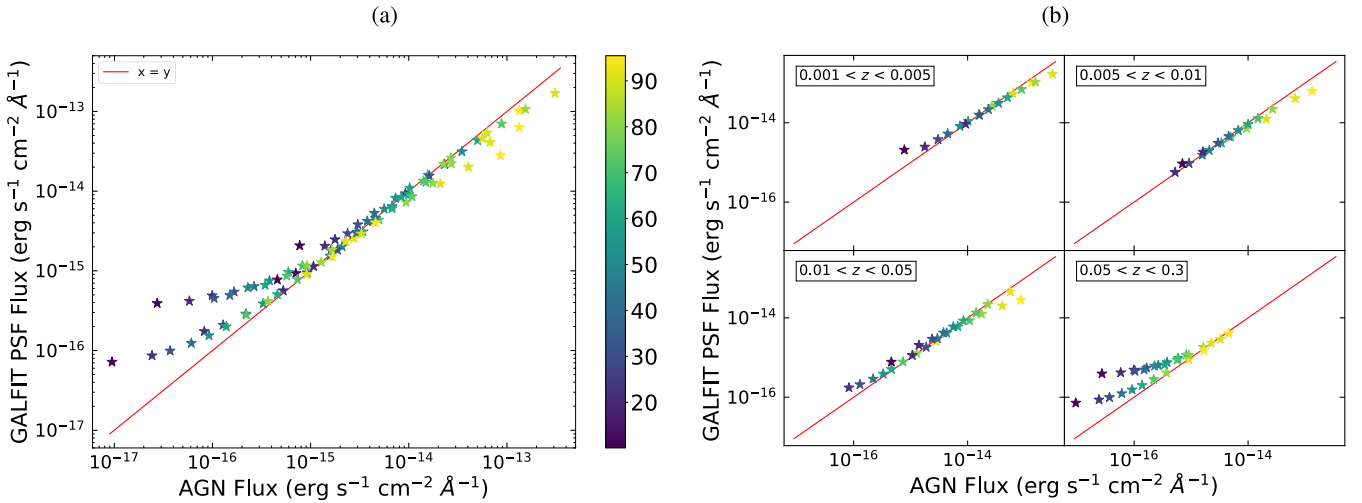 (a)
(b)
x = y
10⁻¹³
10⁻¹⁴
10⁻¹⁵
10⁻¹⁶
10⁻¹⁷
GALFIT PSF Flux (erg s⁻¹ cm⁻² Å⁻¹)
10⁻¹⁷ 10⁻¹⁶ 10⁻¹⁵ 10⁻¹⁴ 10⁻¹³
AGN Flux (erg s⁻¹ cm⁻² Å⁻¹)
90
80
70
60
50
40
30
20
0.001 < z < 0.005
0.005 < z < 0.01
10⁻¹⁴
10⁻¹⁶
0.01 < z < 0.05
0.05 < z < 0.3
10⁻¹⁴
10⁻¹⁶
GALFIT PSF Flux (erg s⁻¹ cm⁻² Å⁻¹)
10⁻¹⁶ 10⁻¹⁴ 10⁻¹⁶ 10⁻¹⁴
AGN Flux (erg s⁻¹ cm⁻² Å⁻¹)